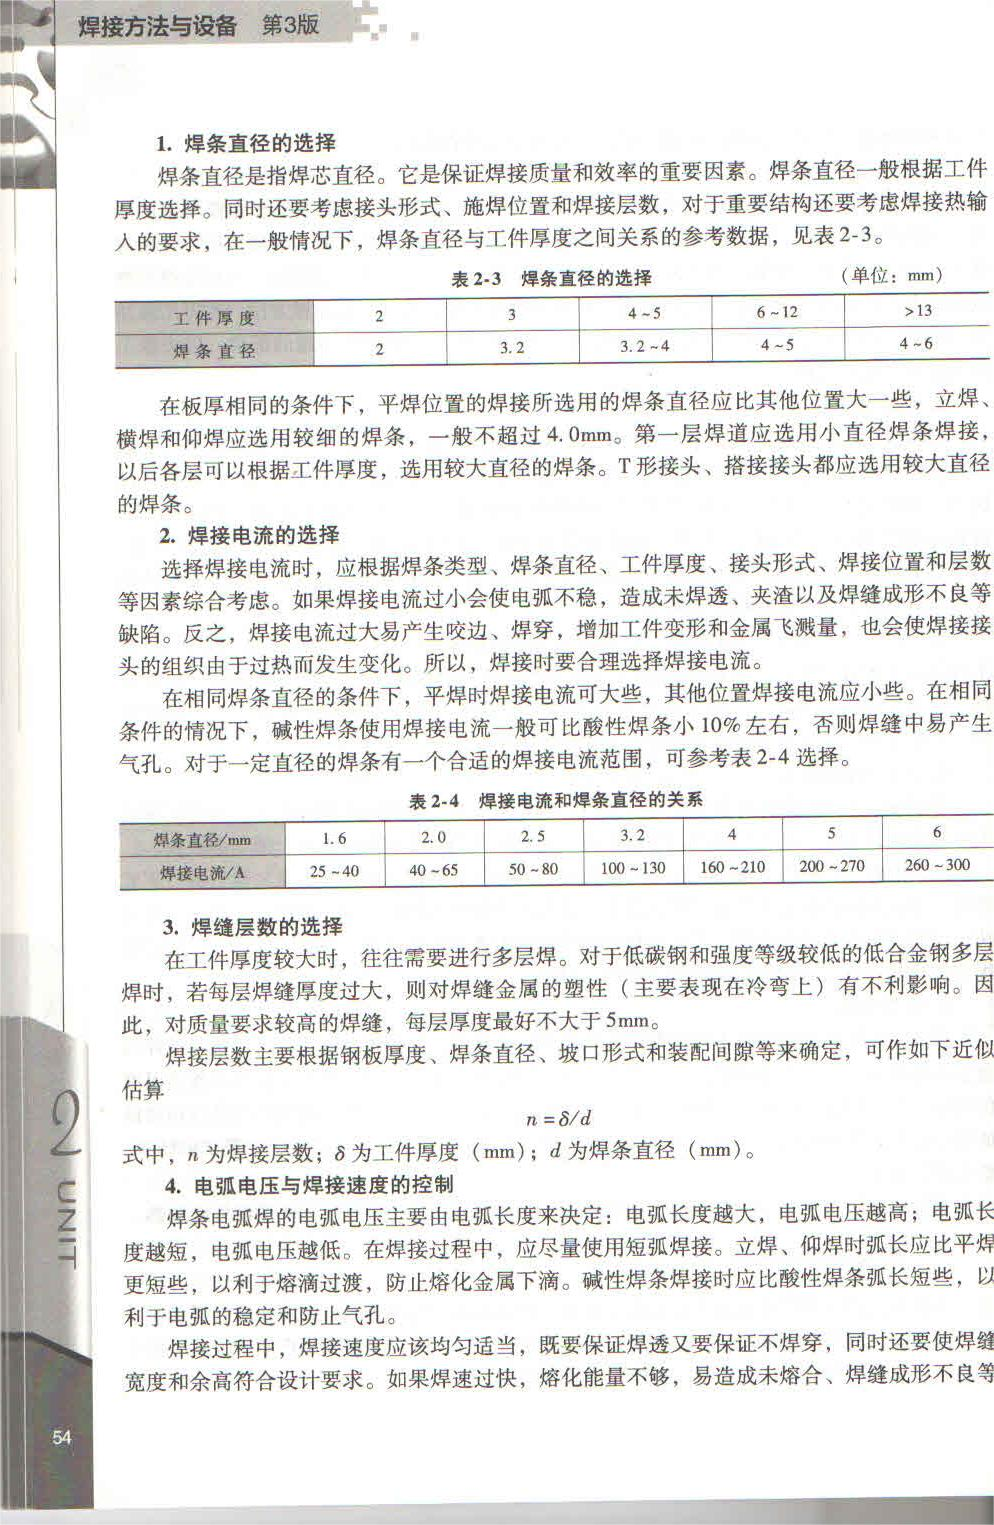 焊接方法与设备 第3版
1. 焊条直径的选择
焊条直径是指焊芯直径。它是保证焊接质量和效率的重要因素。焊条直径一般根据工件
厚度选择。同时还要考虑接头形式、施焊位置和焊接层数，对于重要结构还要考虑焊接热输
入的要求，在一般情况下，焊条直径与工件厚度之间关系的参考数据，见表2-3。
表2-3 焊条直径的选择 （单位：mm）
工件厚度 2 3 4~5 6~12 >13
焊条直径 2 3.2 3.2~4 4~5 4~6
在板厚相同的条件下，平焊位置的焊接所选用的焊条直径应比其他位置大一些，立焊、
横焊和仰焊应选用较细的焊条，一般不超过4.0mm。第一层焊道应选用小直径焊条焊接，
以后各层可以根据工件厚度，选用较大直径的焊条。T形接头、搭接接头都应选用较大直径
的焊条。
2. 焊接电流的选择
选择焊接电流时，应根据焊条类型、焊条直径、工件厚度、接头形式、焊接位置和层数
等因素综合考虑。如果焊接电流过小会使电弧不稳，造成未焊透、夹渣以及焊缝成形不良等
缺陷。反之，焊接电流过大易产生咬边、焊穿，增加工件变形和金属飞溅量，也会使焊接接
头的组织由于过热而发生变化。所以，焊接时要合理选择焊接电流。
在相同焊条直径的条件下，平焊时焊接电流可大些，其他位置焊接电流应小些。在相同
条件的情况下，碱性焊条使用焊接电流一般可比酸性焊条小10%左右，否则焊缝中易产生
气孔。对于一定直径的焊条有一个合适的焊接电流范围，可参考表2-4选择。
表2-4 焊接电流和焊条直径的关系
焊条直径/mm 1.6 2.0 2.5 3.2 4 5 6
焊接电流/A 25~40 40~65 50~80 100~130 160~210 200~270 260~300
3. 焊缝层数的选择
在工件厚度较大时，往往需要进行多层焊。对于低碳钢和强度等级较低的低合金钢多层
焊时，若每层焊缝厚度过大，则对焊缝金属的塑性（主要表现在冷弯上）有不利影响。因
此，对质量要求较高的焊缝，每层厚度最好不大于5mm。
焊接层数主要根据钢板厚度、焊条直径、坡口形式和装配间隙等来确定，可作如下近似
估算
n=δ/d
式中，n为焊接层数；δ为工件厚度（mm）；d为焊条直径（mm）。
4. 电弧电压与焊接速度的控制
焊条电弧焊的电弧电压主要由电弧长度来决定：电弧长度越大，电弧电压越高；电弧长
度越短，电弧电压越低。在焊接过程中，应尽量使用短弧焊接。立焊、仰焊时弧长应比平焊
更短些，以利于熔滴过渡，防止熔化金属下滴。碱性焊条焊接时应比酸性焊条弧长短些，以
利于电弧的稳定和防止气孔。
焊接过程中，焊接速度应该均匀适当，既要保证焊透又要保证不焊穿，同时还要使焊缝
宽度和余高符合设计要求。如果焊速过快，熔化能量不够，易造成未熔合、焊缝成形不良等
2 UNIT
54